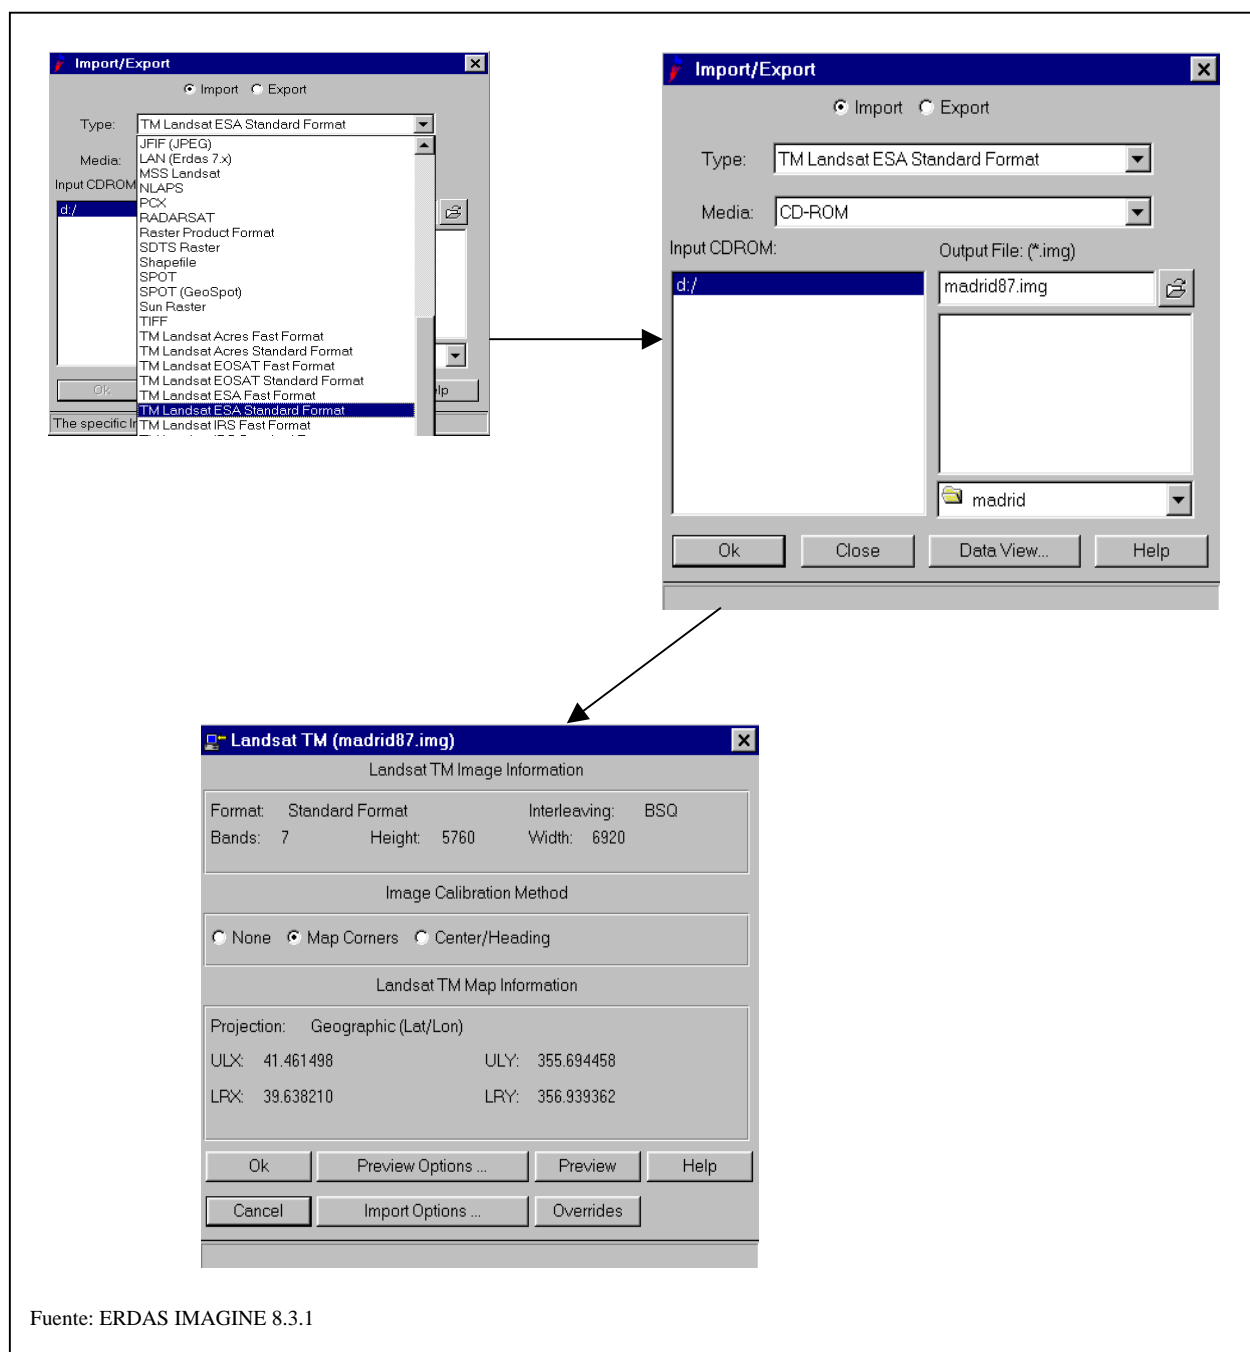 Import/Export
Import Export
Type: TM Landsat ESA Standard Format
JFIF (JPEG)
Media: LAN (Erdas 7.x)
MSS Landsat
Input CDROM NLAPS
d:/ PCX
RADARSAT
Raster Product Format
SDTS Raster
Shapefile
SPOT
SPOT (GeoSpot)
Sun Raster
TIFF
TM Landsat Acres Fast Format
TM Landsat Acres Standard Format
TM Landsat EOSAT Fast Format
TM Landsat EOSAT Standard Format
Ok TM Landsat ESA Fast Format lp
TM Landsat ESA Standard Format
The specific Ir TM Landsat IRS Fast Format
Import/Export
Import Export
Type: TM Landsat ESA Standard Format
Media: CD-ROM
Input CDROM: Output File: (*.img)
d:/ madrid87.img
madrid
Ok Close Data View... Help
Landsat TM (madrid87.img)
Landsat TM Image Information
Format: Standard Format Interleaving: BSQ
Bands: 7 Height: 5760 Width: 6920
Image Calibration Method
None Map Corners Center/Heading
Landsat TM Map Information
Projection: Geographic (Lat/Lon)
ULX: 41.461498 ULY: 355.694458
LRX: 39.638210 LRY: 356.939362
Ok Preview Options ... Preview Help
Cancel Import Options ... Overrides
Fuente: ERDAS IMAGINE 8.3.1